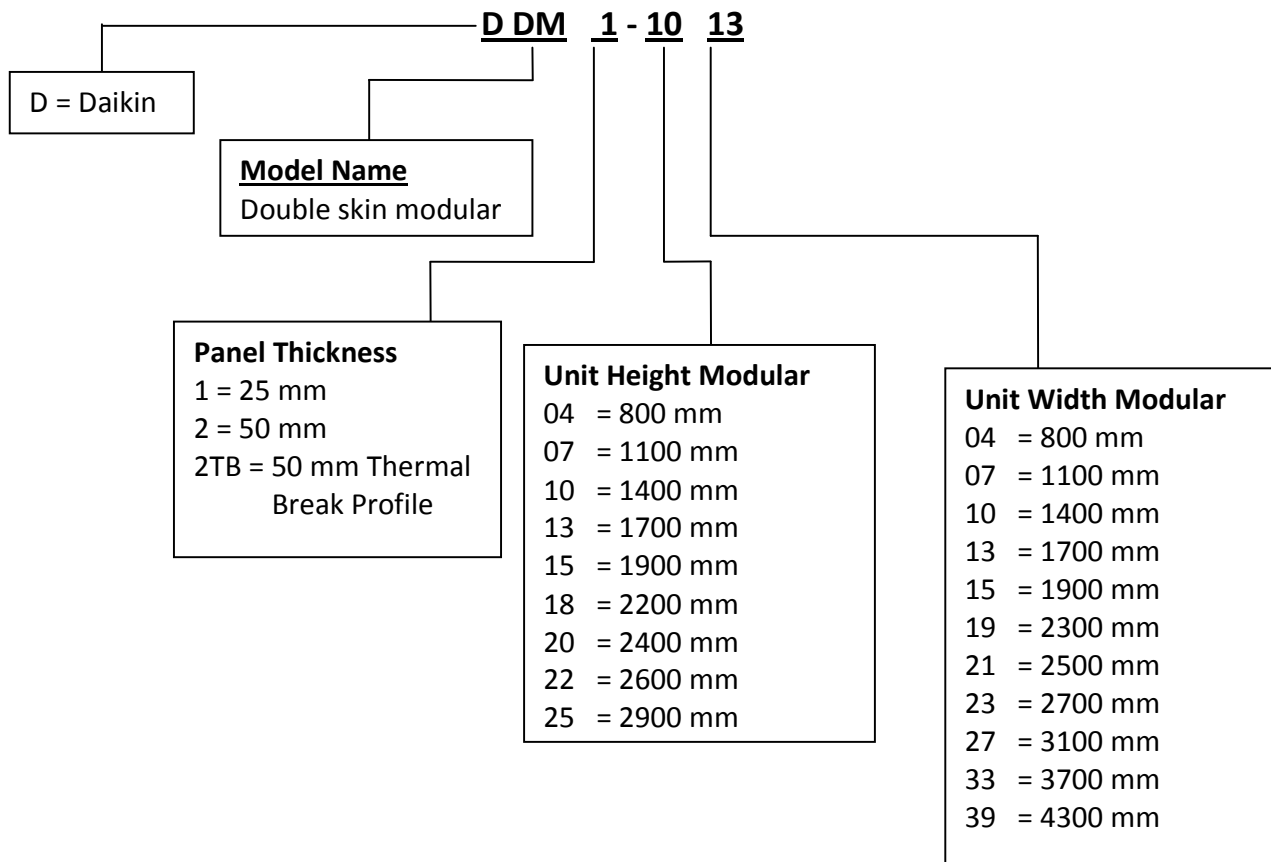 D DM 1 - 10 13
D = Daikin
Model Name
Double skin modular
Panel Thickness
1 = 25 mm
2 = 50 mm
2TB = 50 mm Thermal
Break Profile
Unit Height Modular
04 = 800 mm
07 = 1100 mm
10 = 1400 mm
13 = 1700 mm
15 = 1900 mm
18 = 2200 mm
20 = 2400 mm
22 = 2600 mm
25 = 2900 mm
Unit Width Modular
04 = 800 mm
07 = 1100 mm
10 = 1400 mm
13 = 1700 mm
15 = 1900 mm
19 = 2300 mm
21 = 2500 mm
23 = 2700 mm
27 = 3100 mm
33 = 3700 mm
39 = 4300 mm